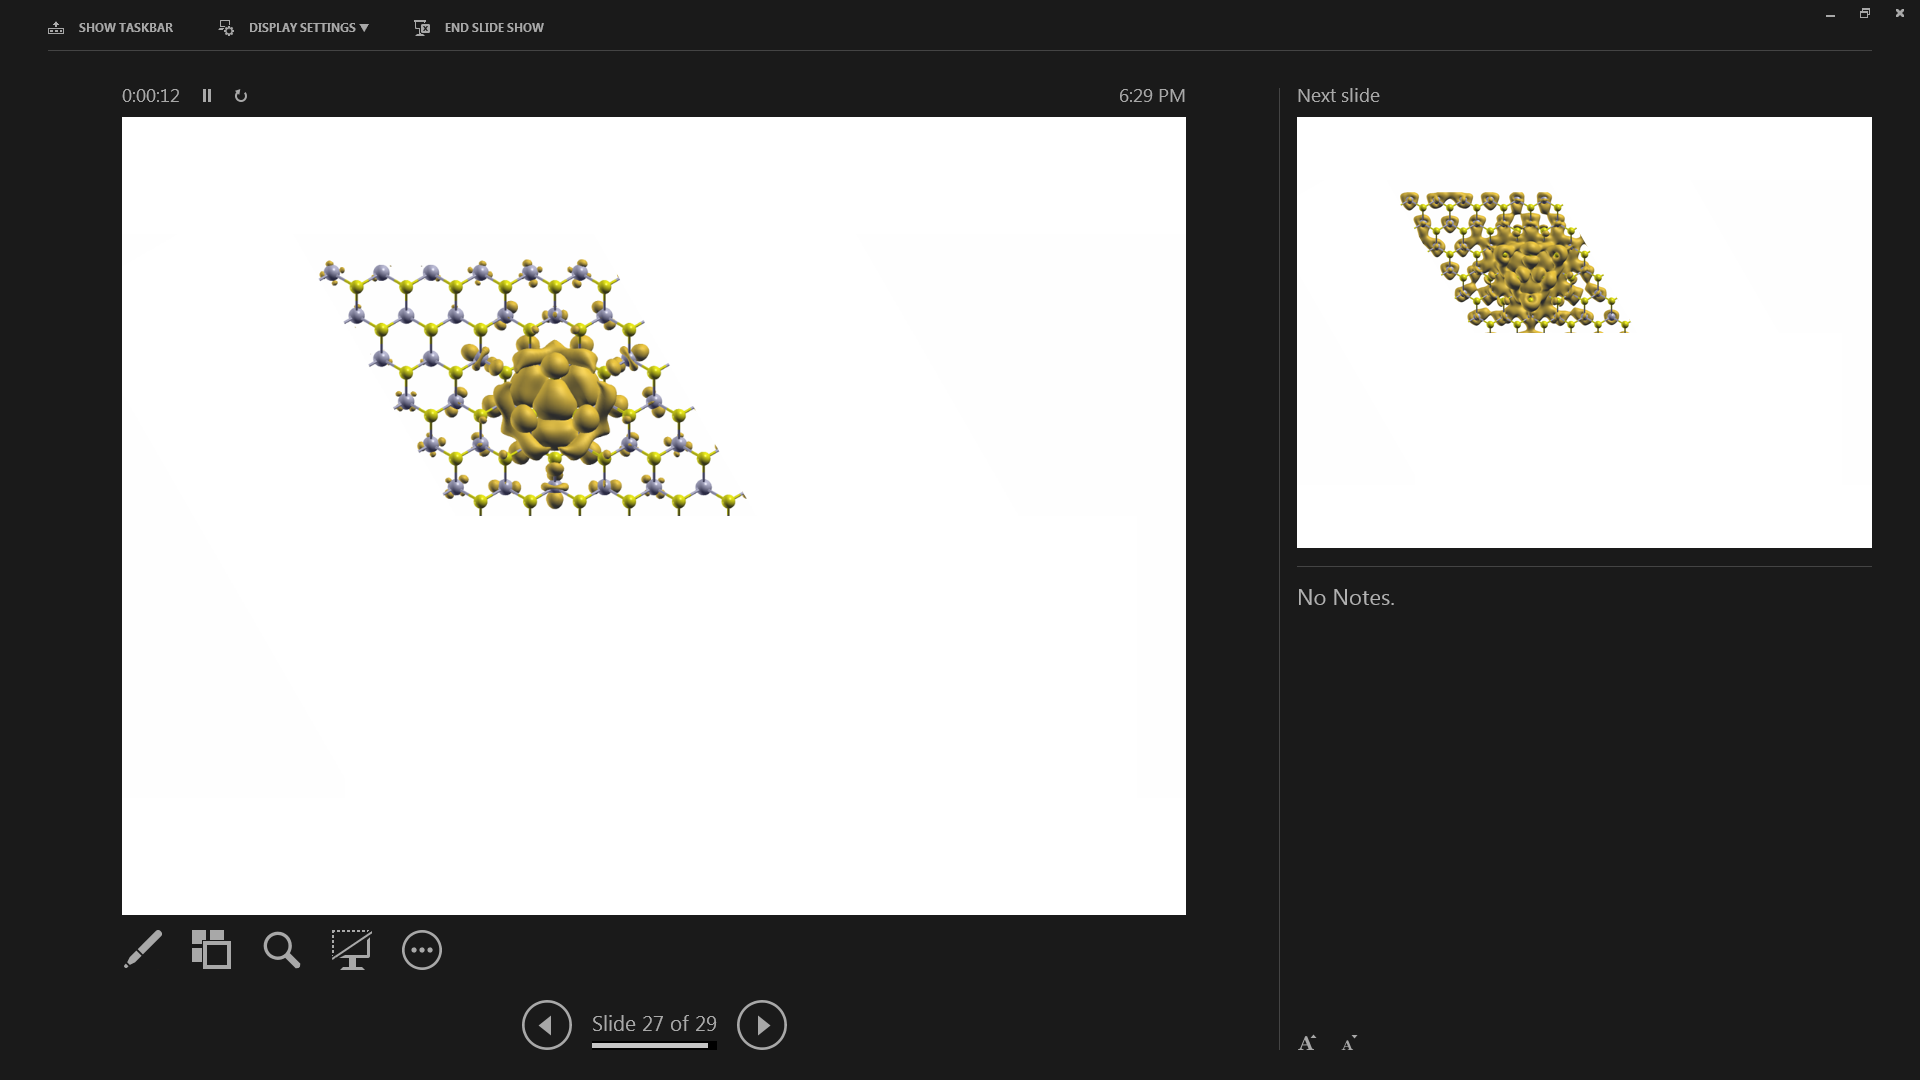 SHOW TASKBAR
DISPLAY SETTINGS
END SLIDE SHOW
0:00:12
6:29 PM
Next slide
No Notes.
Slide 27 of 29
A
A